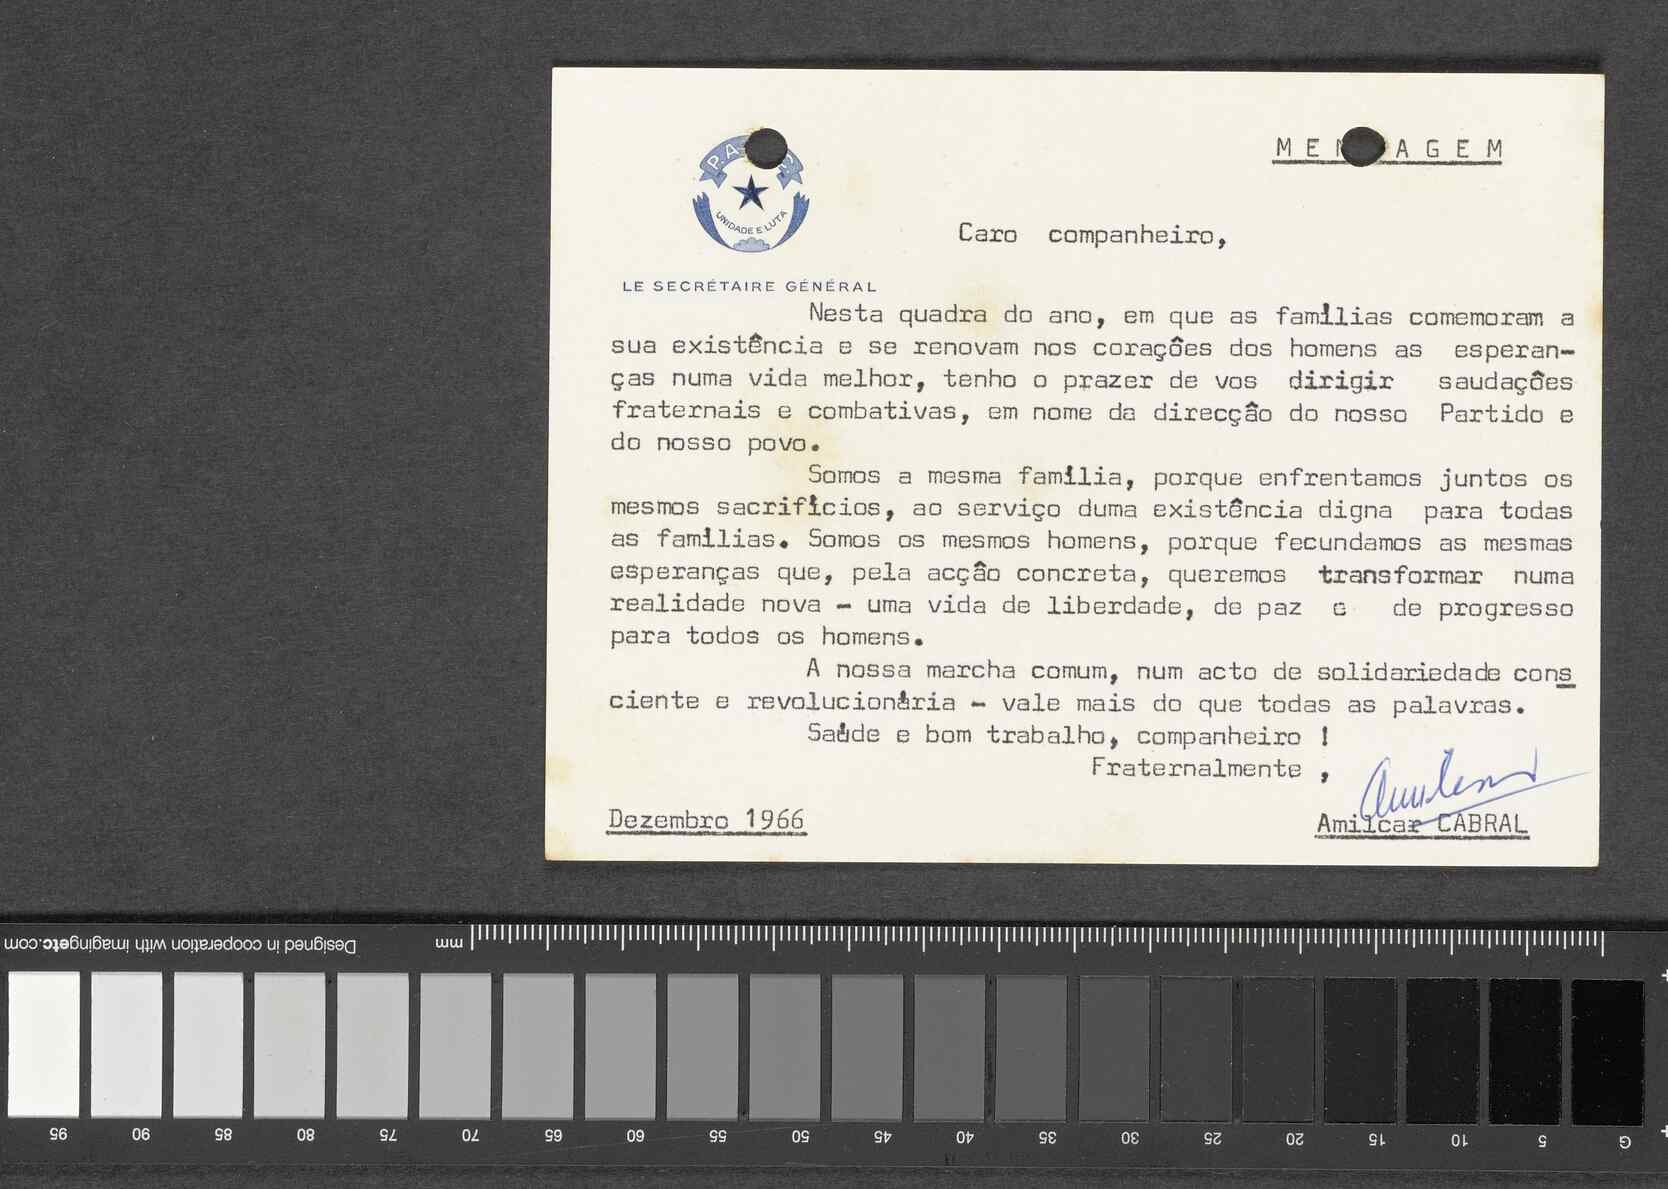 M E N A G E M
P.A
UNIDADE E LUTA
Caro companheiro,
LE SECRÉTAIRE GÉNÉRAL
Nesta quadra do ano, em que as famílias comemoram a
sua existência e se renovam nos corações dos homens as esperan-
ças numa vida melhor, tenho o prazer de vos dirigir saudações
fraternais e combativas, em nome da direcção do nosso Partido e
do nosso povo.
Somos a mesma família, porque enfrentamos juntos os
mesmos sacrifícios, ao serviço duma existência digna para todas
as famílias. Somos os mesmos homens, porque fecundamos as mesmas
esperanças que, pela acção concreta, queremos transformar numa
realidade nova - uma vida de liberdade, de paz e de progresso
para todos os homens.
A nossa marcha comum, num acto de solidariedade cons
ciente e revolucionária - vale mais do que todas as palavras.
Saúde e bom trabalho, companheiro !
Fraternalmente ,
Dezembro 1966
Amilcar CABRAL
Designed in cooperation with imagingetc.com
mm
95 90 85 80 75 70 65 60 55 50 45 40 35 30 25 20 15 10 5 G